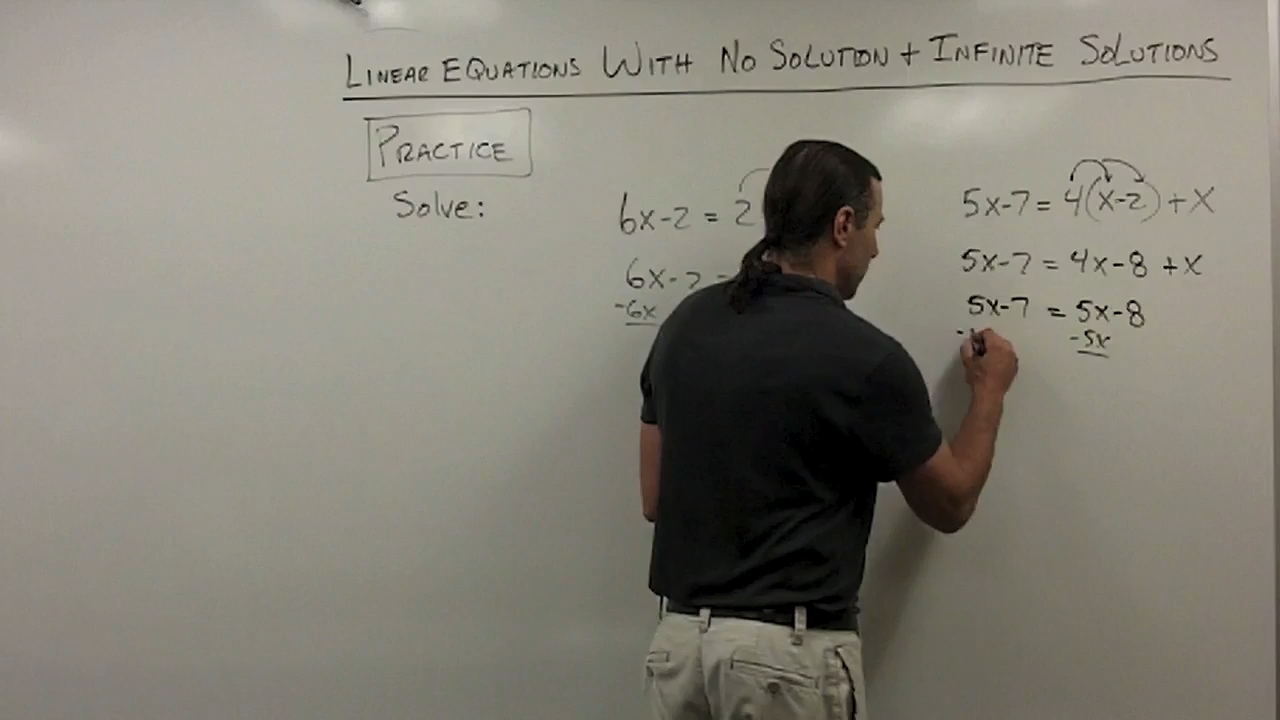 LINEAR EQUATIONS WITH NO SOLUTION + INFINITE SOLUTIONS
PRACTICE
Solve:
6x-2 = 2
6x-2
-6x
5x-7 = 4(x-2)+x
5x-7 = 4x-8+x
5x-7 = 5x-8
-5x